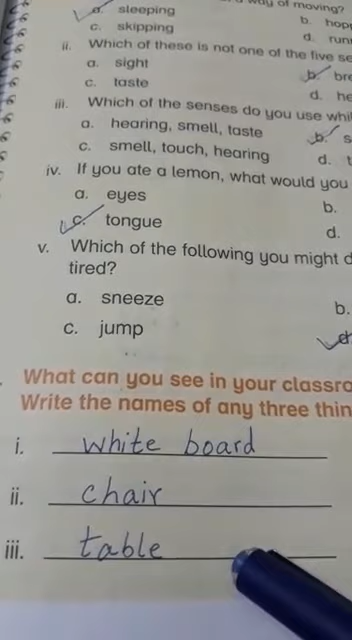 way of moving?
a. sleeping
b. hopp
c. skipping
d. run
ii. Which of these is not one of the five se
a. sight
b. bre
c. taste
d. he
iii. Which of the senses do you use whi
a. hearing, smell, taste
b. s
c. smell, touch, hearing
d. t
iv. If you ate a lemon, what would you
a. eyes
b.
c. tongue
d.
v. Which of the following you might d
tired?
a. sneeze
b.
c. jump
d.
What can you see in your classro
Write the names of any three thin
i. white board
ii. chair
iii. table